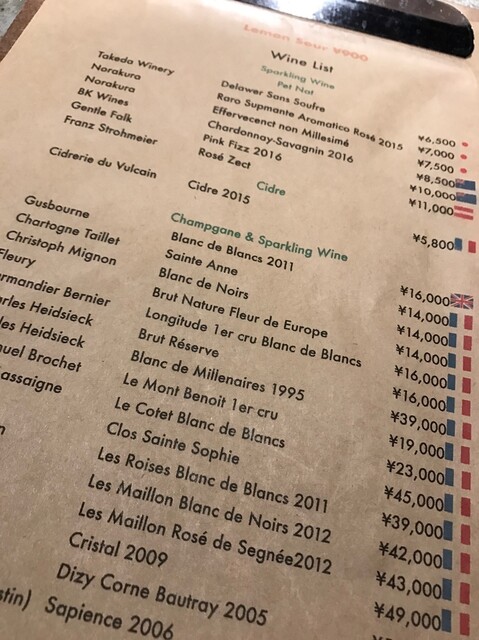 Lemon Sour ¥900
Wine List
Sparkling Wine
Pet Nat
Takeda Winery Delawer Sans Soufre ¥6,500
Norakura Raro Supmante Aromatico Rosé 2015 ¥7,000
Norakura Effervecenct non Millesimé ¥7,500
BK Wines Chardonnay-Savagnin 2016 ¥8,500
Gentle Folk Pink Fizz 2016 ¥10,000
Franz Strohmeier Rosé Zect ¥11,000
Cidre
Cidrerie du Vulcain Cidre 2015 ¥5,800
Champgane & Sparkling Wine
Gusbourne Blanc de Blancs 2011 ¥16,000
Chartogne Taillet Sainte Anne ¥14,000
Christoph Mignon Blanc de Noirs ¥14,000
Fleury Brut Nature Fleur de Europe ¥14,000
rmandier Bernier Longitude 1er cru Blanc de Blancs ¥16,000
rles Heidsieck Brut Réserve ¥16,000
les Heidsieck Blanc de Millenaires 1995 ¥39,000
uel Brochet Le Mont Benoit 1er cru ¥19,000
assaigne Le Cotet Blanc de Blancs ¥23,000
Clos Sainte Sophie ¥45,000
Les Roises Blanc de Blancs 2011 ¥39,000
Les Maillon Blanc de Noirs 2012 ¥42,000
Les Maillon Rosé de Segnée2012 ¥43,000
Cristal 2009 ¥49,000
Dizy Corne Bautray 2005
stin) Sapience 2006